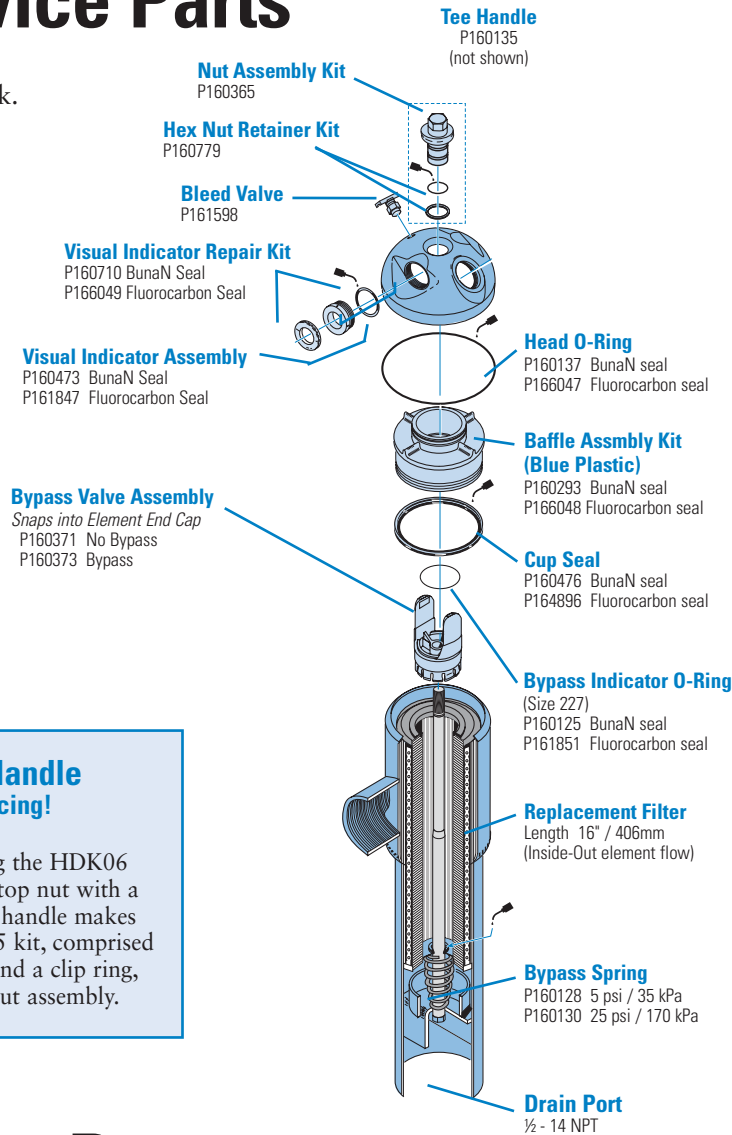 vice Parts
k.
Tee Handle
P160135
(not shown)
Nut Assembly Kit
P160365
Hex Nut Retainer Kit
P160779
Bleed Valve
P161598
Visual Indicator Repair Kit
P160710 BunaN Seal
P166049 Fluorocarbon Seal
Visual Indicator Assembly
P160473 BunaN Seal
P161847 Fluorocarbon Seal
Head O-Ring
P160137 BunaN seal
P166047 Fluorocarbon seal
Baffle Assmbly Kit
(Blue Plastic)
P160293 BunaN seal
P166048 Fluorocarbon seal
Bypass Valve Assembly
Snaps into Element End Cap
P160371 No Bypass
P160373 Bypass
Cup Seal
P160476 BunaN seal
P164896 Fluorocarbon seal
Bypass Indicator O-Ring
(Size 227)
P160125 BunaN seal
P161851 Fluorocarbon seal
Handle
cing!
g the HDK06
top nut with a
handle makes
5 kit, comprised
nd a clip ring,
ut assembly.
Replacement Filter
Length 16" / 406mm
(Inside-Out element flow)
Bypass Spring
P160128 5 psi / 35 kPa
P160130 25 psi / 170 kPa
Drain Port
½ - 14 NPT